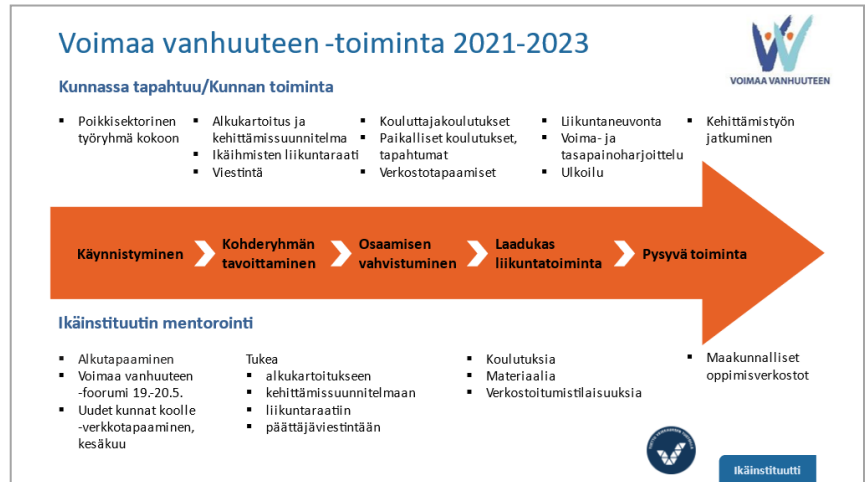 Voimaa vanhuuteen -toiminta 2021-2023
VOIMAA VANHUUTEEN
Kunnassa tapahtuu/Kunnan toiminta
▪ Poikkisektorinen
työryhmä kokoon
▪ Alkukartoitus ja
kehittämissuunnitelma
▪ Ikäihmisten liikuntaraati
▪ Viestintä
▪ Kouluttajakoulutukset
▪ Paikalliset koulutukset,
tapahtumat
▪ Verkostotapaamiset
▪ Liikuntaneuvonta
▪ Voima- ja
tasapainoharjoittelu
▪ Ulkoilu
▪ Kehittämistyön
jatkuminen
Käynnistyminen
Kohderyhmän
tavoittaminen
Osaamisen
vahvistuminen
Laadukas
liikuntatoiminta
Pysyvä toiminta
Ikäinstituutin mentorointi
▪ Alkutapaaminen
▪ Voimaa vanhuuteen
-foorumi 19.-20.5.
▪ Uudet kunnat koolle
-verkkotapaaminen,
kesäkuu
Tukea
▪ alkukartoitukseen
▪ kehittämissuunnitelmaan
▪ liikuntaraatiin
▪ päättäjäviestintään
▪ Koulutuksia
▪ Materiaalia
▪ Verkostoitumistilaisuuksia
▪ Maakunnalliset
oppimisverkostot
Ikäinstituutti